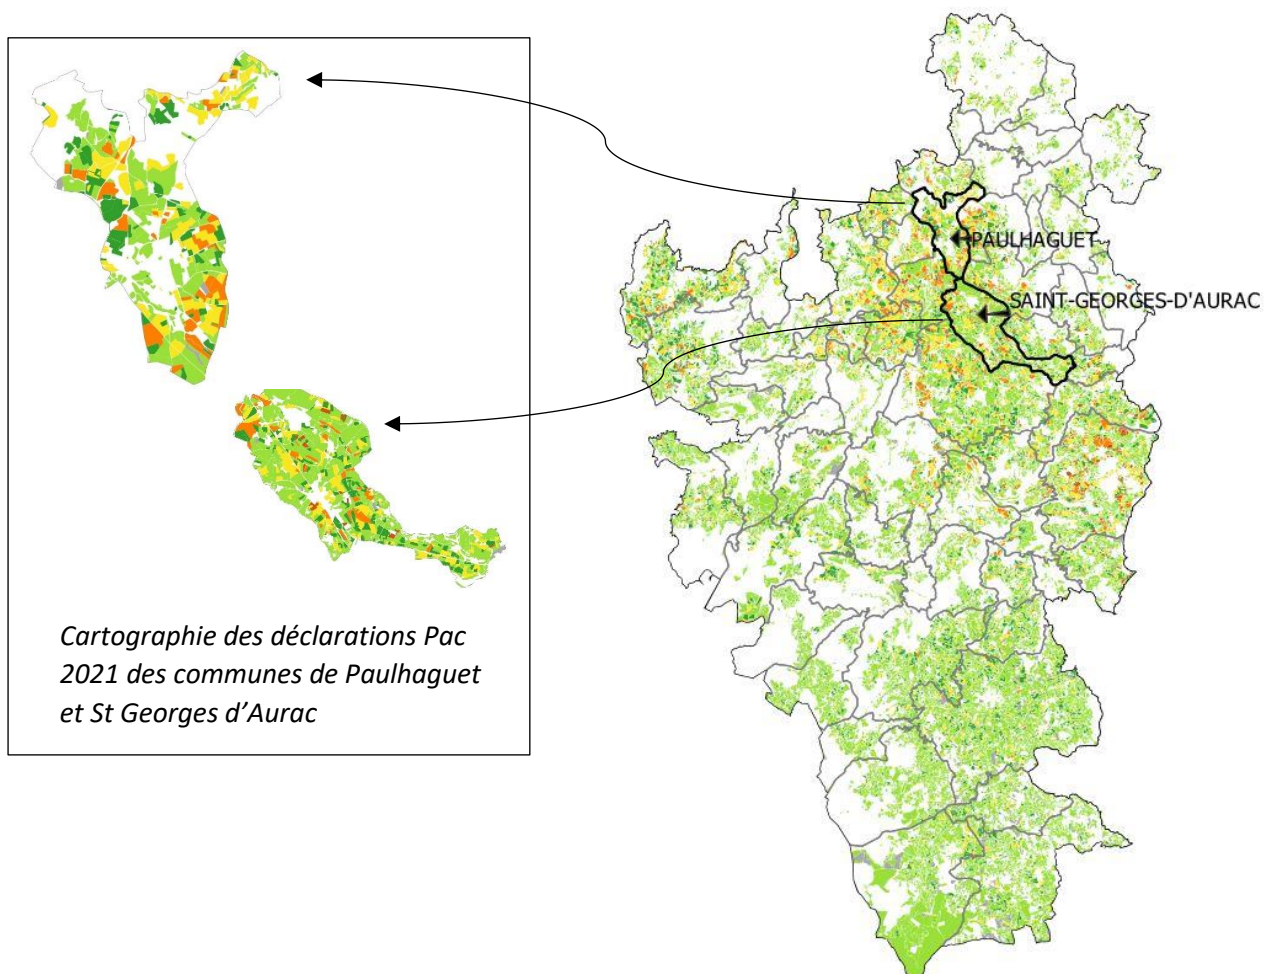 PAULHAGUET
SAINT-GEORGES-D'AURAC
Cartographie des déclarations Pac
2021 des communes de Paulhaguet
et St Georges d’Aurac